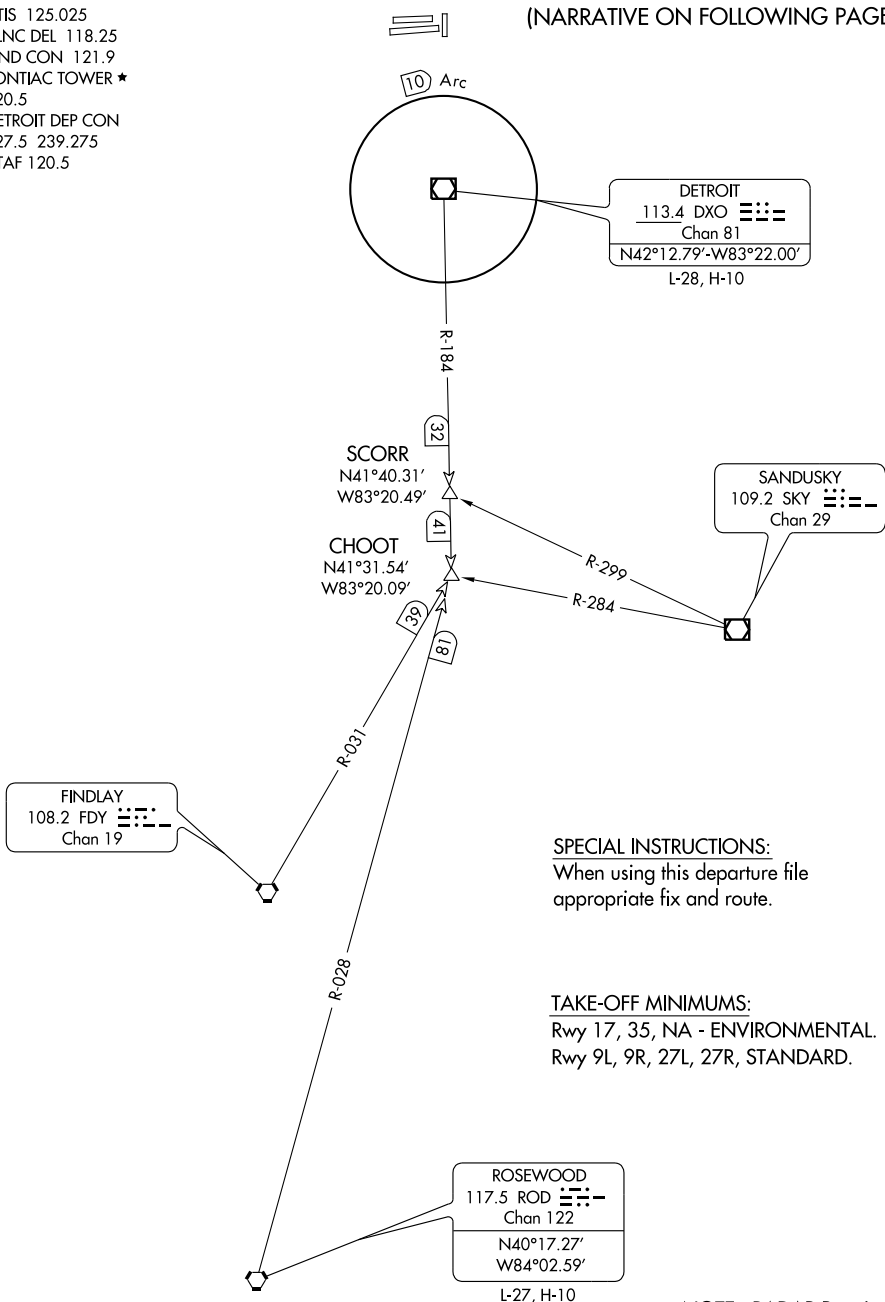 TIS 125.025
LNC DEL 118.25
ND CON 121.9
ONTIAC TOWER ★
20.5
ETROIT DEP CON
27.5 239.275
TAF 120.5
(NARRATIVE ON FOLLOWING PAGE
10 Arc
DETROIT
113.4 DXO
Chan 81
N42°12.79'-W83°22.00'
L-28, H-10
R-184
32
SCORR
N41°40.31'
W83°20.49'
41
CHOOT
N41°31.54'
W83°20.09'
SANDUSKY
109.2 SKY
Chan 29
R-299
R-284
39
81
R-031
FINDLAY
108.2 FDY
Chan 19
R-028
SPECIAL INSTRUCTIONS:
When using this departure file
appropriate fix and route.
TAKE-OFF MINIMUMS:
Rwy 17, 35, NA - ENVIRONMENTAL.
Rwy 9L, 9R, 27L, 27R, STANDARD.
ROSEWOOD
117.5 ROD
Chan 122
N40°17.27'
W84°02.59'
L-27, H-10